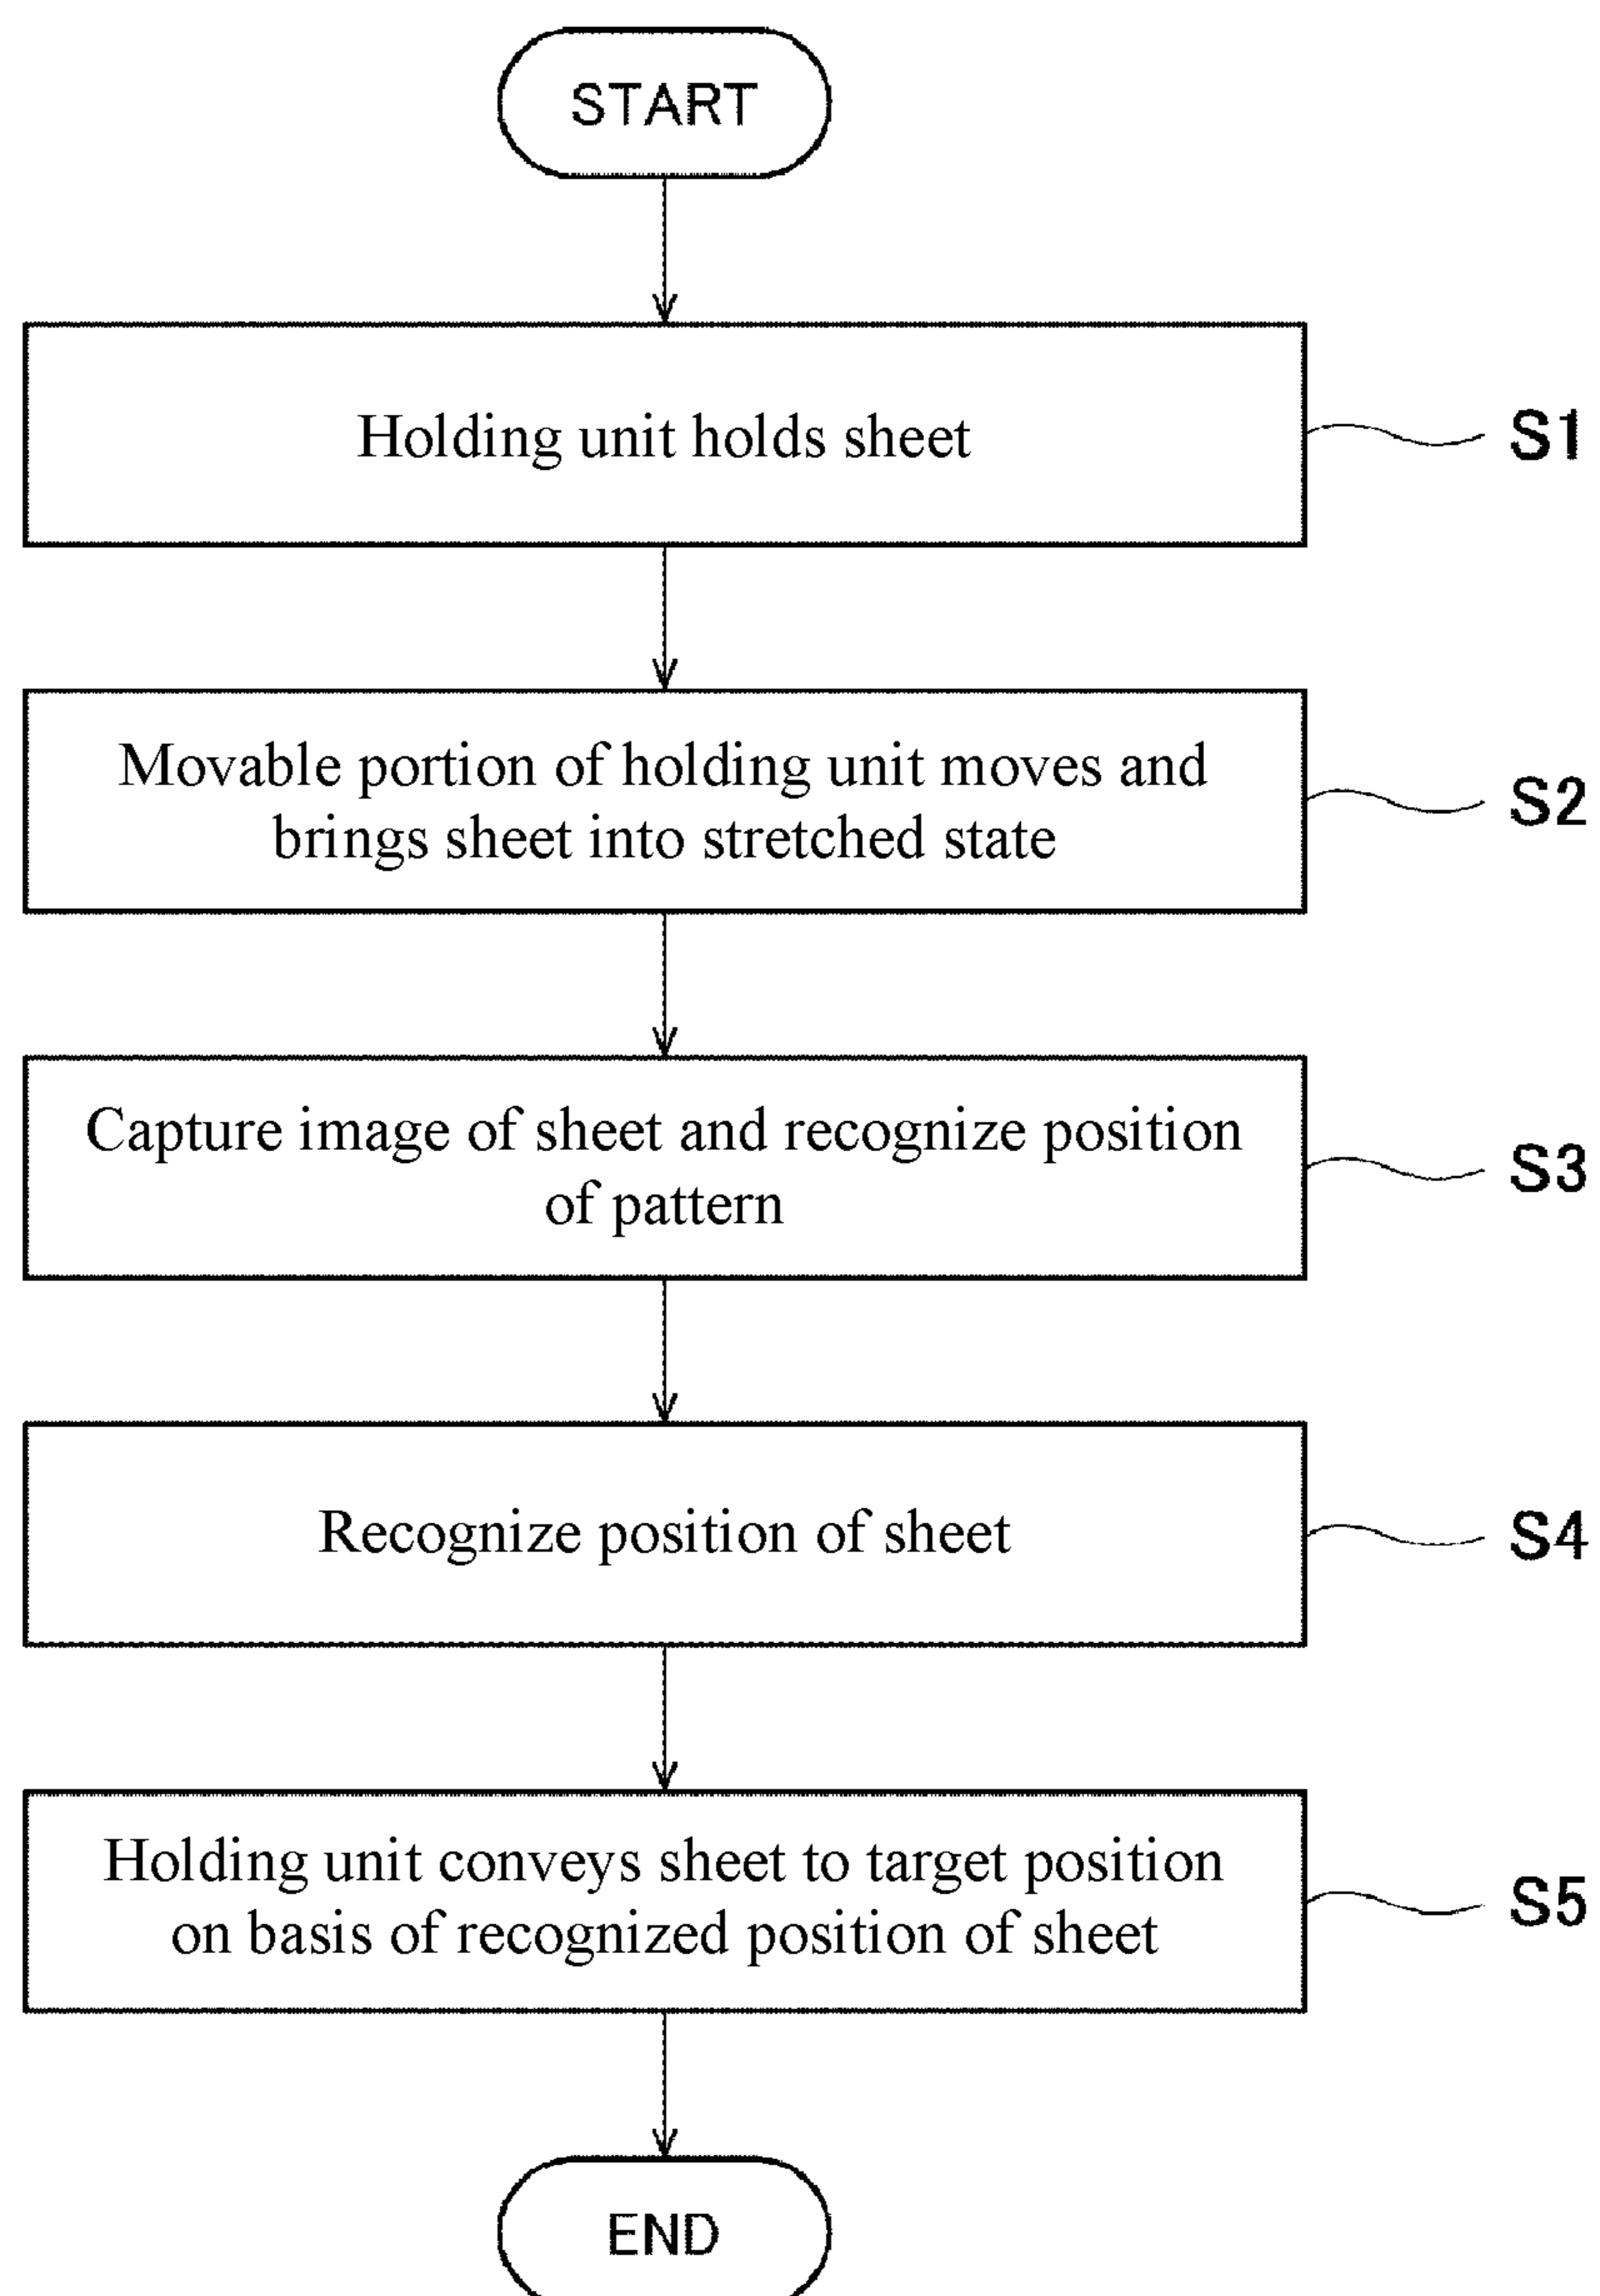 START
Holding unit holds sheet
S1
Movable portion of holding unit moves and
brings sheet into stretched state
S2
Capture image of sheet and recognize position
of pattern
S3
Recognize position of sheet
S4
Holding unit conveys sheet to target position
on basis of recognized position of sheet
S5
END